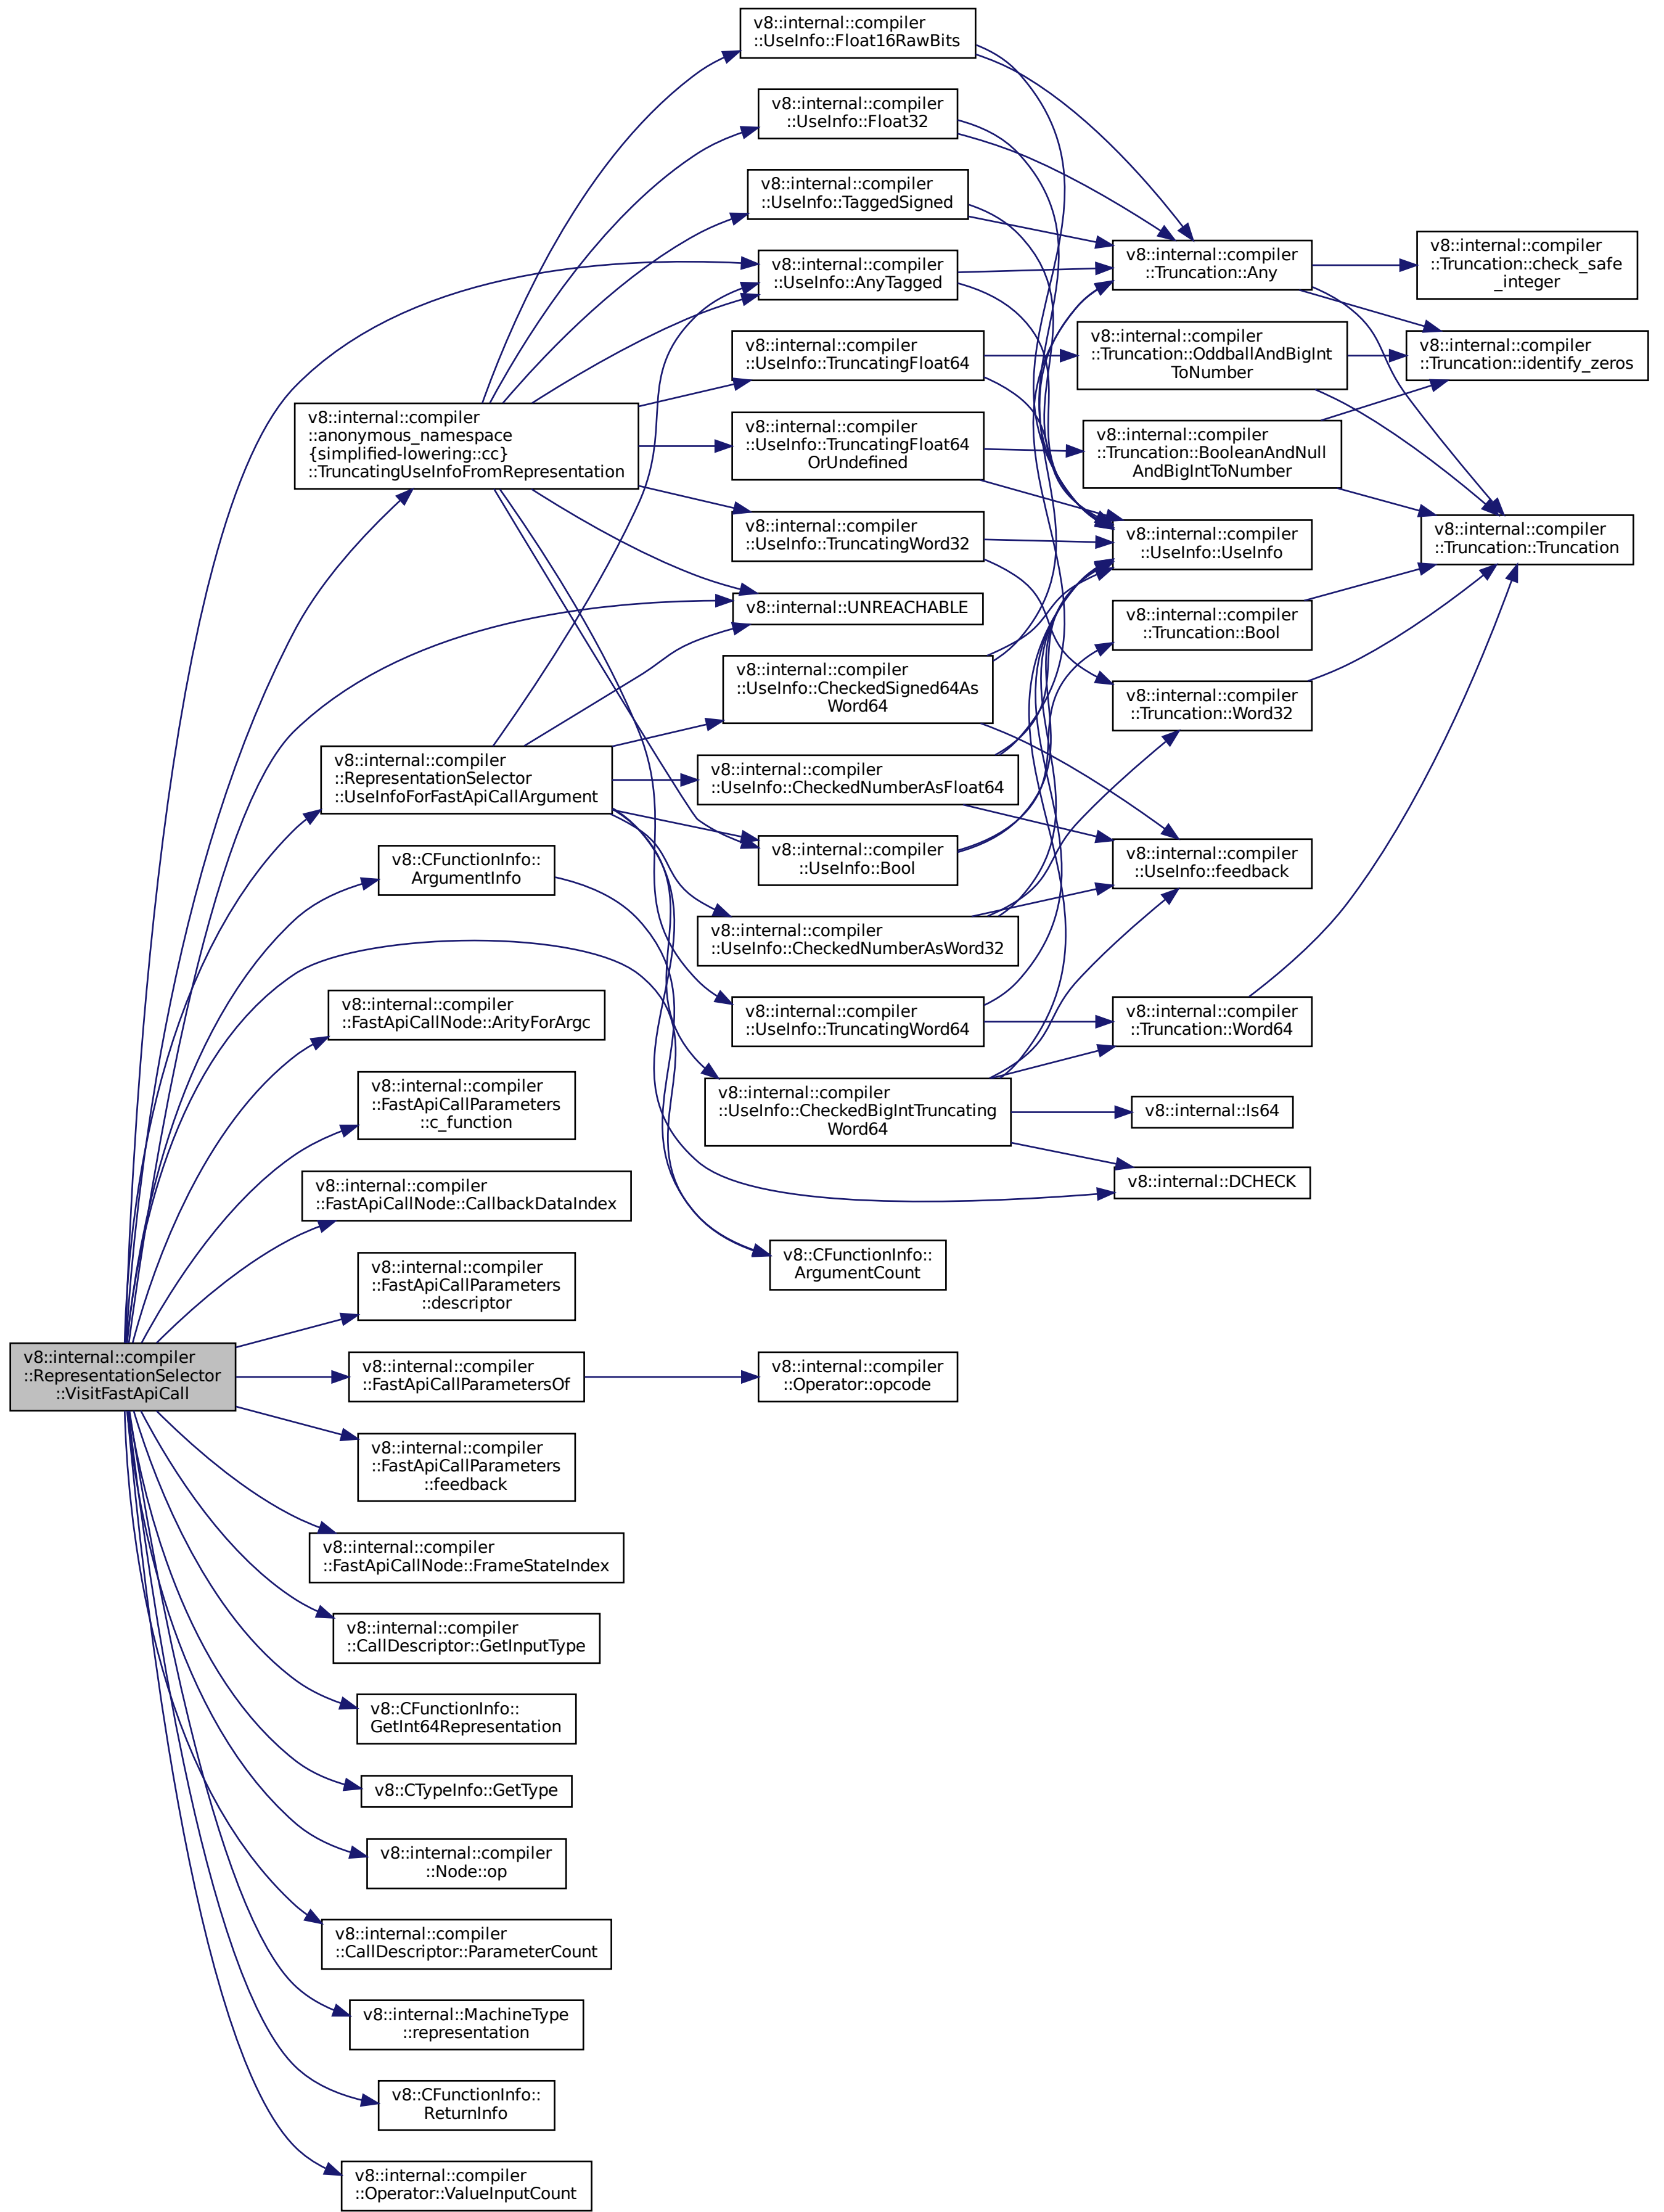 v8::internal::compiler
::RepresentationSelector
::VisitFastApiCall
v8::internal::compiler
::anonymous_namespace
{simplified-lowering::cc}
::TruncatingUseInfoFromRepresentation
v8::internal::compiler
::RepresentationSelector
::UseInfoForFastApiCallArgument
v8::CFunctionInfo::
ArgumentInfo
v8::internal::compiler
::FastApiCallNode::ArityForArgc
v8::internal::compiler
::FastApiCallParameters
::c_function
v8::internal::compiler
::FastApiCallNode::CallbackDataIndex
v8::internal::compiler
::FastApiCallParameters
::descriptor
v8::internal::compiler
::FastApiCallParametersOf
v8::internal::compiler
::FastApiCallParameters
::feedback
v8::internal::compiler
::FastApiCallNode::FrameStateIndex
v8::internal::compiler
::CallDescriptor::GetInputType
v8::CFunctionInfo::
GetInt64Representation
v8::CTypeInfo::GetType
v8::internal::compiler
::Node::op
v8::internal::compiler
::CallDescriptor::ParameterCount
v8::internal::MachineType
::representation
v8::CFunctionInfo::
ReturnInfo
v8::internal::compiler
::Operator::ValueInputCount
v8::internal::compiler
::UseInfo::Float16RawBits
v8::internal::compiler
::UseInfo::Float32
v8::internal::compiler
::UseInfo::TaggedSigned
v8::internal::compiler
::UseInfo::AnyTagged
v8::internal::compiler
::UseInfo::TruncatingFloat64
v8::internal::compiler
::UseInfo::TruncatingFloat64
OrUndefined
v8::internal::compiler
::UseInfo::TruncatingWord32
v8::internal::UNREACHABLE
v8::internal::compiler
::UseInfo::CheckedSigned64As
Word64
v8::internal::compiler
::UseInfo::CheckedNumberAsFloat64
v8::internal::compiler
::UseInfo::Bool
v8::internal::compiler
::UseInfo::CheckedNumberAsWord32
v8::internal::compiler
::UseInfo::TruncatingWord64
v8::internal::compiler
::UseInfo::CheckedBigIntTruncating
Word64
v8::CFunctionInfo::
ArgumentCount
v8::internal::compiler
::Operator::opcode
v8::internal::compiler
::Truncation::Any
v8::internal::compiler
::Truncation::OddballAndBigInt
ToNumber
v8::internal::compiler
::Truncation::BooleanAndNull
AndBigIntToNumber
v8::internal::compiler
::UseInfo::UseInfo
v8::internal::compiler
::Truncation::Bool
v8::internal::compiler
::Truncation::Word32
v8::internal::compiler
::UseInfo::feedback
v8::internal::compiler
::Truncation::Word64
v8::internal::Is64
v8::internal::DCHECK
v8::internal::compiler
::Truncation::check_safe
_integer
v8::internal::compiler
::Truncation::identify_zeros
v8::internal::compiler
::Truncation::Truncation